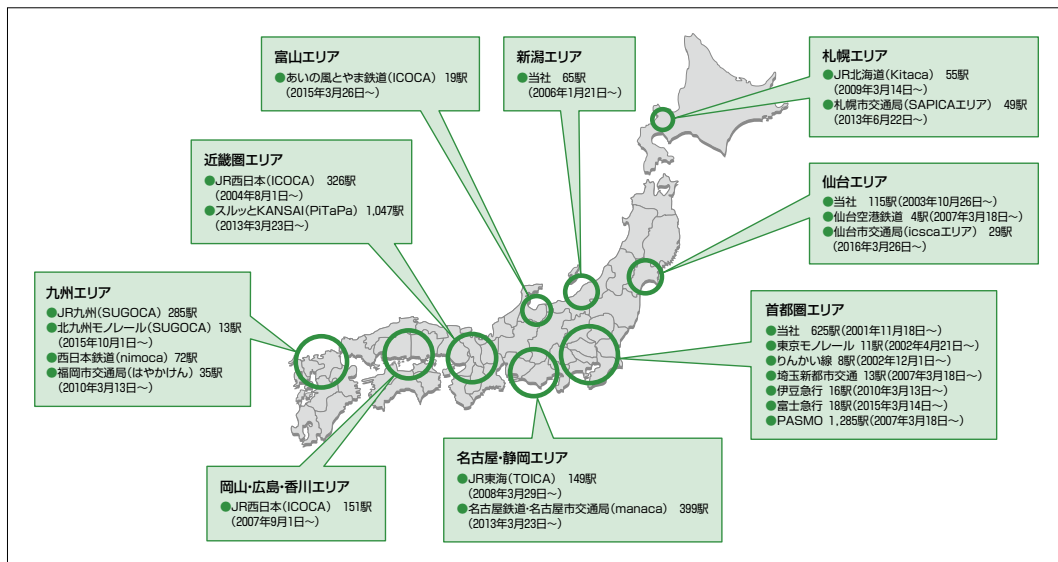 富山エリア
●あいの風とやま鉄道(ICOCA) 19駅
(2015年3月26日～)
新潟エリア
●当社 65駅
(2006年1月21日～)
札幌エリア
●JR北海道(Kitaca) 55駅
(2009年3月14日～)
●札幌市交通局(SAPICAエリア) 49駅
(2013年6月22日～)
近畿圏エリア
●JR西日本(ICOCA) 326駅
(2004年8月1日～)
●スルッとKANSAI(PiTaPa) 1,047駅
(2013年3月23日～)
仙台エリア
●当社 115駅(2003年10月26日～)
●仙台空港鉄道 4駅(2007年3月18日～)
●仙台市交通局(icscaエリア) 29駅
(2016年3月26日～)
九州エリア
●JR九州(SUGOCA) 285駅
●北九州モノレール(SUGOCA) 13駅
(2015年10月1日～)
●西日本鉄道(nimoca) 72駅
●福岡市交通局(はやかけん) 35駅
(2010年3月13日～)
首都圏エリア
●当社 625駅(2001年11月18日～)
●東京モノレール 11駅(2002年4月21日～)
●りんかい線 8駅(2002年12月1日～)
●埼玉新都市交通 13駅(2007年3月18日～)
●伊豆急行 16駅(2010年3月13日～)
●富士急行 18駅(2015年3月14日～)
●PASMO 1,285駅(2007年3月18日～)
岡山・広島・香川エリア
●JR西日本(ICOCA) 151駅
(2007年9月1日～)
名古屋・静岡エリア
●JR東海(TOICA) 149駅
(2008年3月29日～)
●名古屋鉄道・名古屋市交通局(manaca) 399駅
(2013年3月23日～)